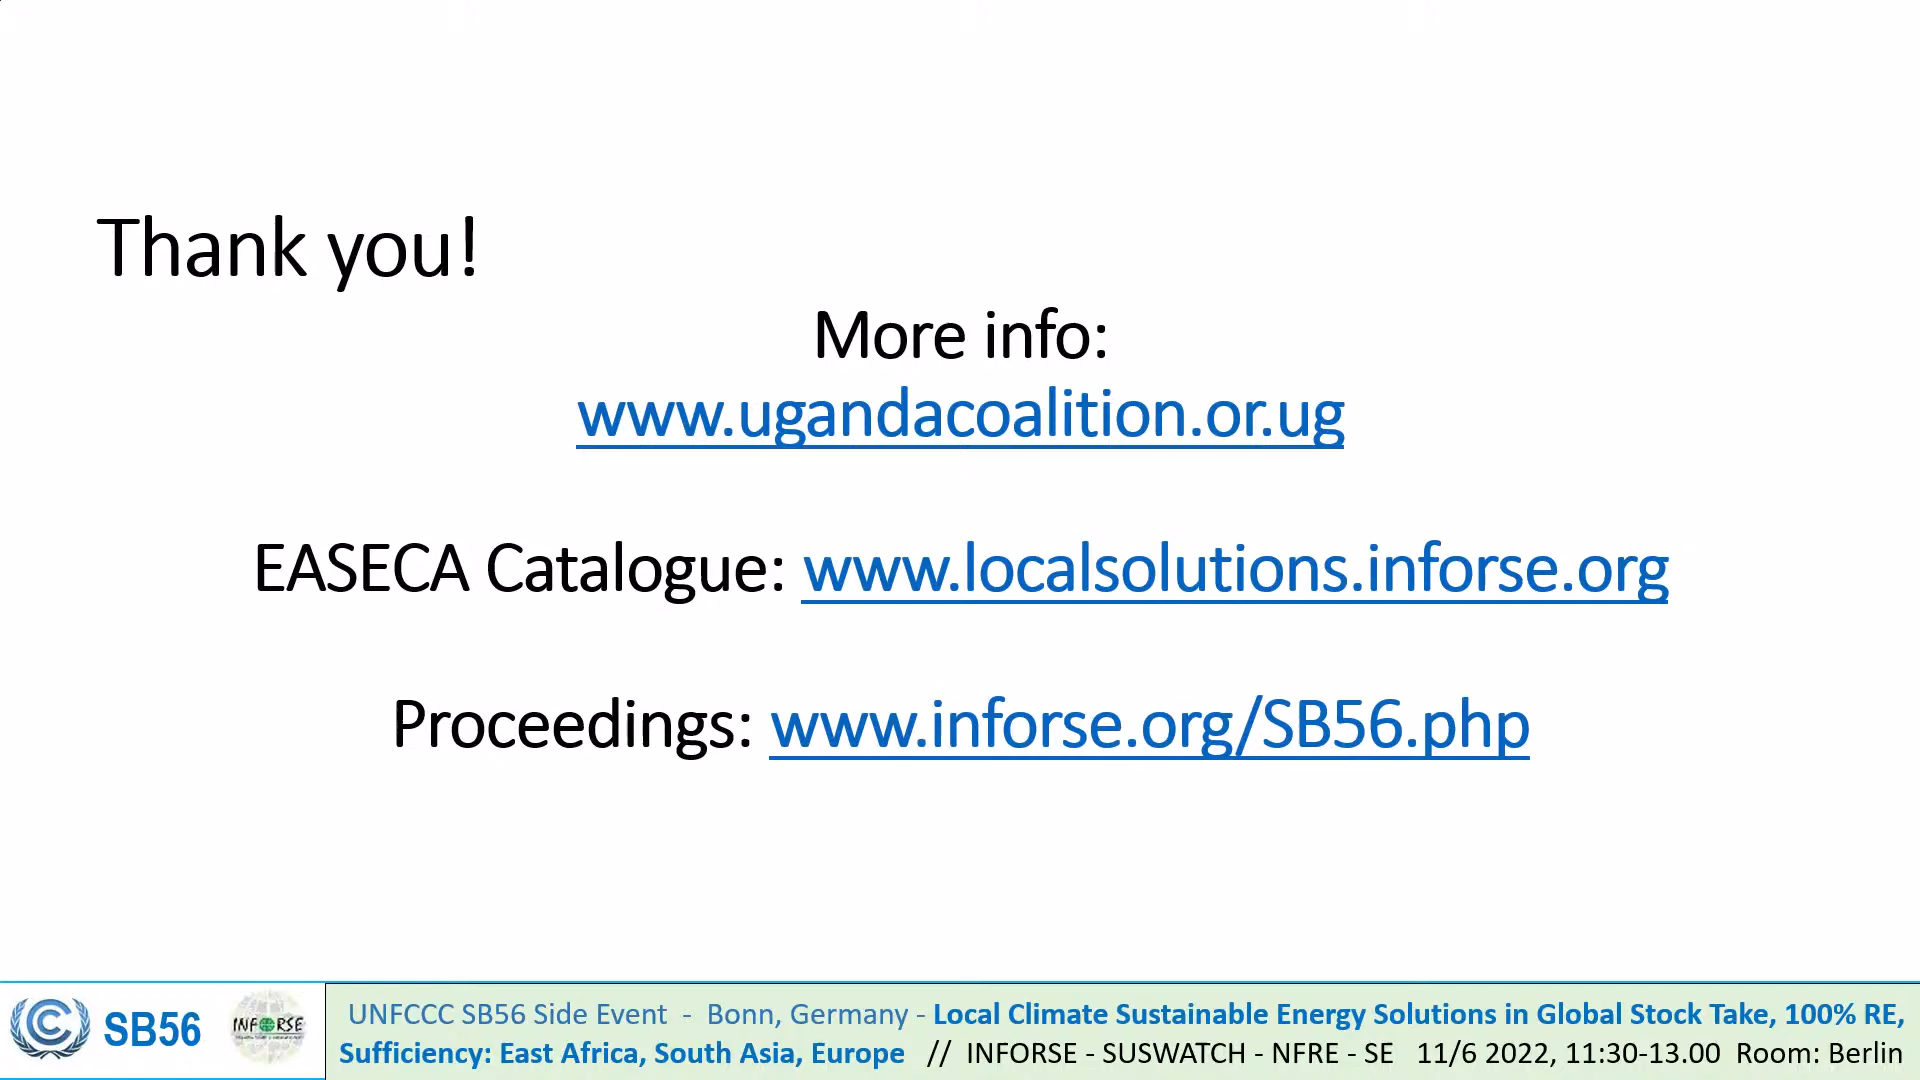 Thank you!
More info:
www.ugandacoalition.or.ug
EASECA Catalogue: www.localsolutions.inforse.org
Proceedings: www.inforse.org/SB56.php
SB56
INFORSE
UNFCCC SB56 Side Event - Bonn, Germany - Local Climate Sustainable Energy Solutions in Global Stock Take, 100% RE,
Sufficiency: East Africa, South Asia, Europe // INFORSE - SUSWATCH - NFRE - SE 11/6 2022, 11:30-13.00 Room: Berlin